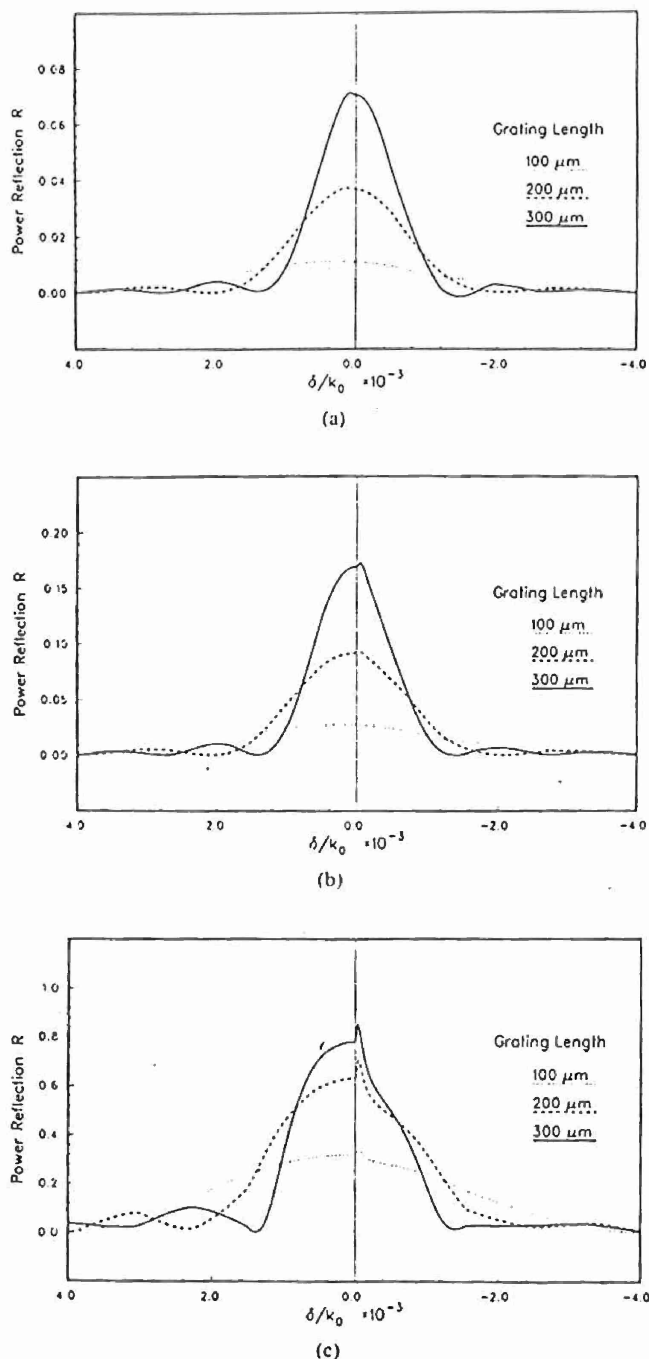 0.08
0.06
0.04
0.02
0.00
Power Reflection R
Grating Length
100 μm
200 μm
300 μm
4.0 2.0 0.0 -2.0 -4.0
δ/k₀ *10⁻³
(a)
0.20
0.15
0.15
0.05
0.00
Power Reflection R
Grating Length
100 μm
200 μm
300 μm
4.0 2.0 0.0 -2.0 -4.0
δ/k₀ *10⁻³
(b)
1.0
0.8
0.6
0.4
0.2
0.0
Power Reflection R
Grating Length
100 μm
200 μm
300 μm
4.0 2.0 0.0 -2.0 -4.0
δ/k₀ *10⁻³
(c)